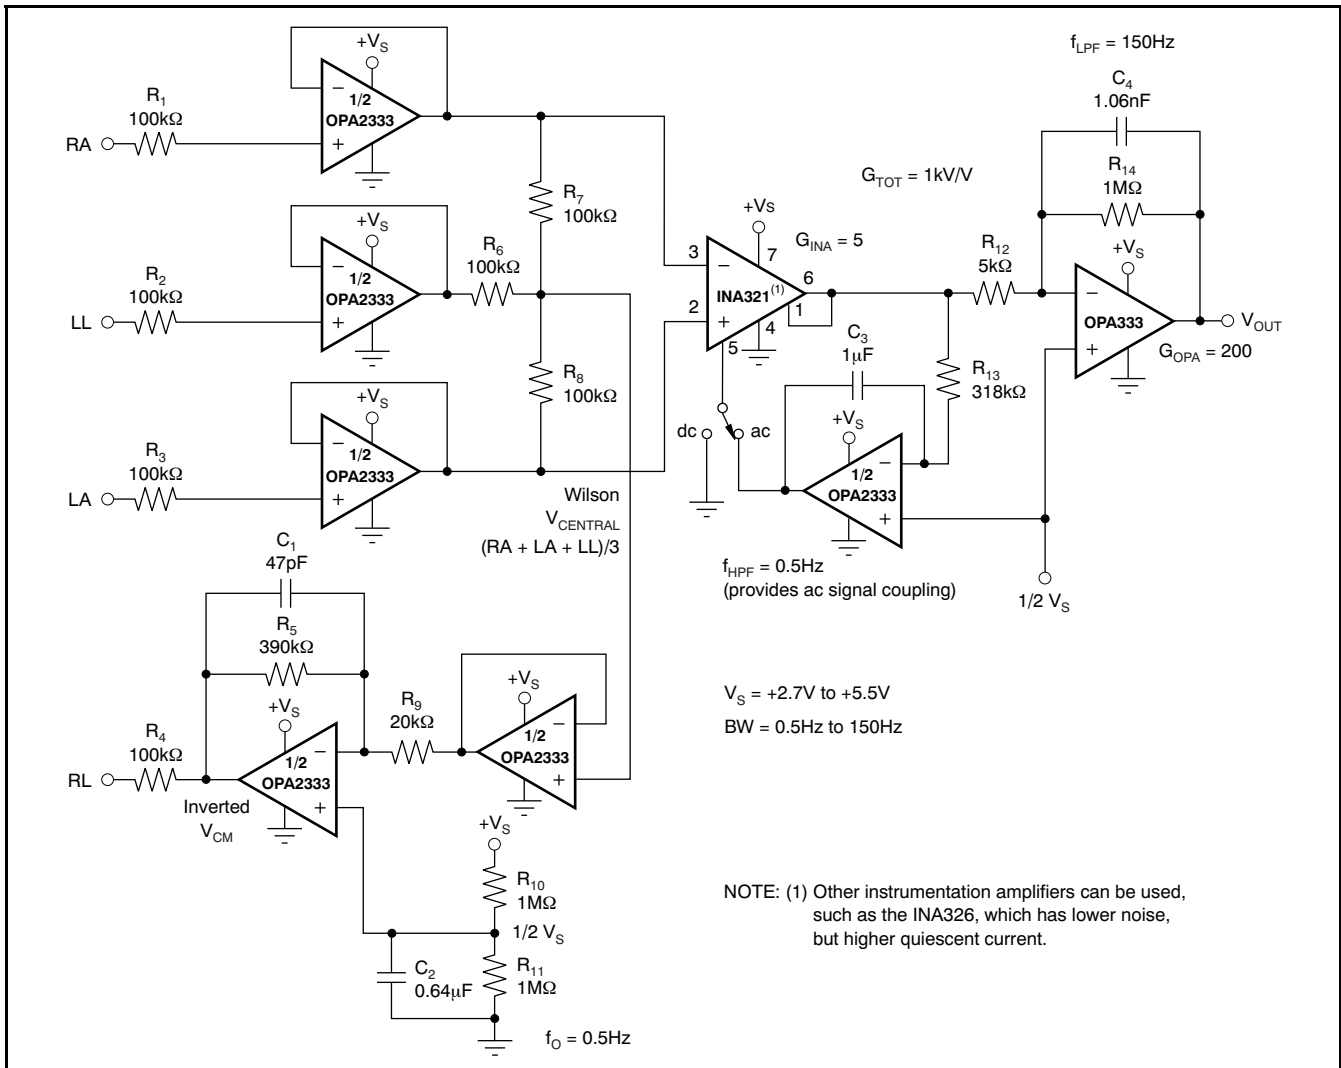 +V_S
1/2
OPA2333
−
+
R_1
100kΩ
RA
+V_S
1/2
OPA2333
−
+
R_2
100kΩ
LL
+V_S
1/2
OPA2333
−
+
R_3
100kΩ
LA
R_7
100kΩ
R_6
100kΩ
R_8
100kΩ
Wilson
V_CENTRAL
(RA + LA + LL)/3
f_LPF = 150Hz
C_4
1.06nF
R_14
1MΩ
G_TOT = 1kV/V
+V_S
G_INA = 5
3
−
7
6
INA321(1)
1
2
+
4
5
R_12
5kΩ
+V_S
−
OPA333
+
V_OUT
G_OPA = 200
C_3
1µF
R_13
318kΩ
dc
ac
+V_S
−
1/2
OPA2333
+
f_HPF = 0.5Hz
(provides ac signal coupling)
1/2 V_S
C_1
47pF
R_5
390kΩ
+V_S
−
1/2
OPA2333
+
R_4
100kΩ
RL
Inverted
V_CM
R_9
20kΩ
+V_S
−
1/2
OPA2333
+
+V_S
R_10
1MΩ
1/2 V_S
R_11
1MΩ
C_2
0.64µF
f_O = 0.5Hz
V_S = +2.7V to +5.5V
BW = 0.5Hz to 150Hz
NOTE: (1) Other instrumentation amplifiers can be used,
such as the INA326, which has lower noise,
but higher quiescent current.